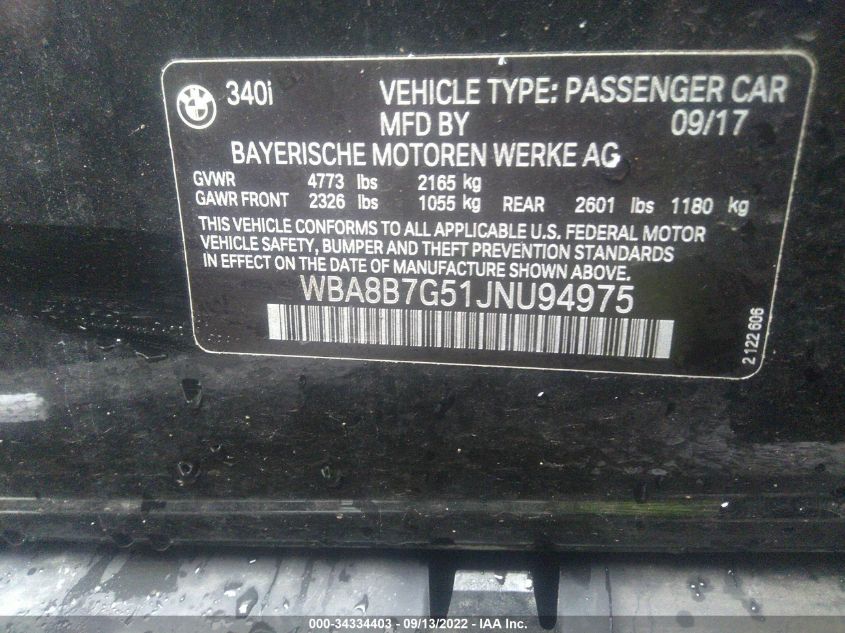 340i VEHICLE TYPE: PASSENGER CAR
MFD BY 09/17
BAYERISCHE MOTOREN WERKE AG
GVWR 4773 lbs 2165 kg
GAWR FRONT 2326 lbs 1055 kg REAR 2601 lbs 1180 kg
THIS VEHICLE CONFORMS TO ALL APPLICABLE U.S. FEDERAL MOTOR
VEHICLE SAFETY, BUMPER AND THEFT PREVENTION STANDARDS
IN EFFECT ON THE DATE OF MANUFACTURE SHOWN ABOVE.
WBA8B7G51JNU94975
2 122 606
000-34334403 - 09/13/2022 - IAA Inc.